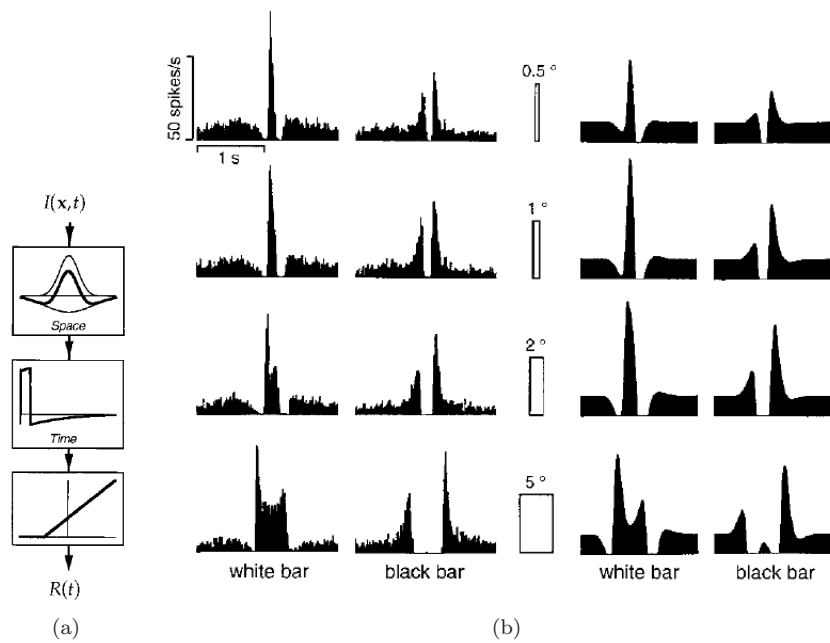 I(x,t)
Space
Time
R(t)
(a)
50 spikes/s
1 s
0.5 °
1 °
2 °
5 °
white bar
black bar
white bar
black bar
(b)